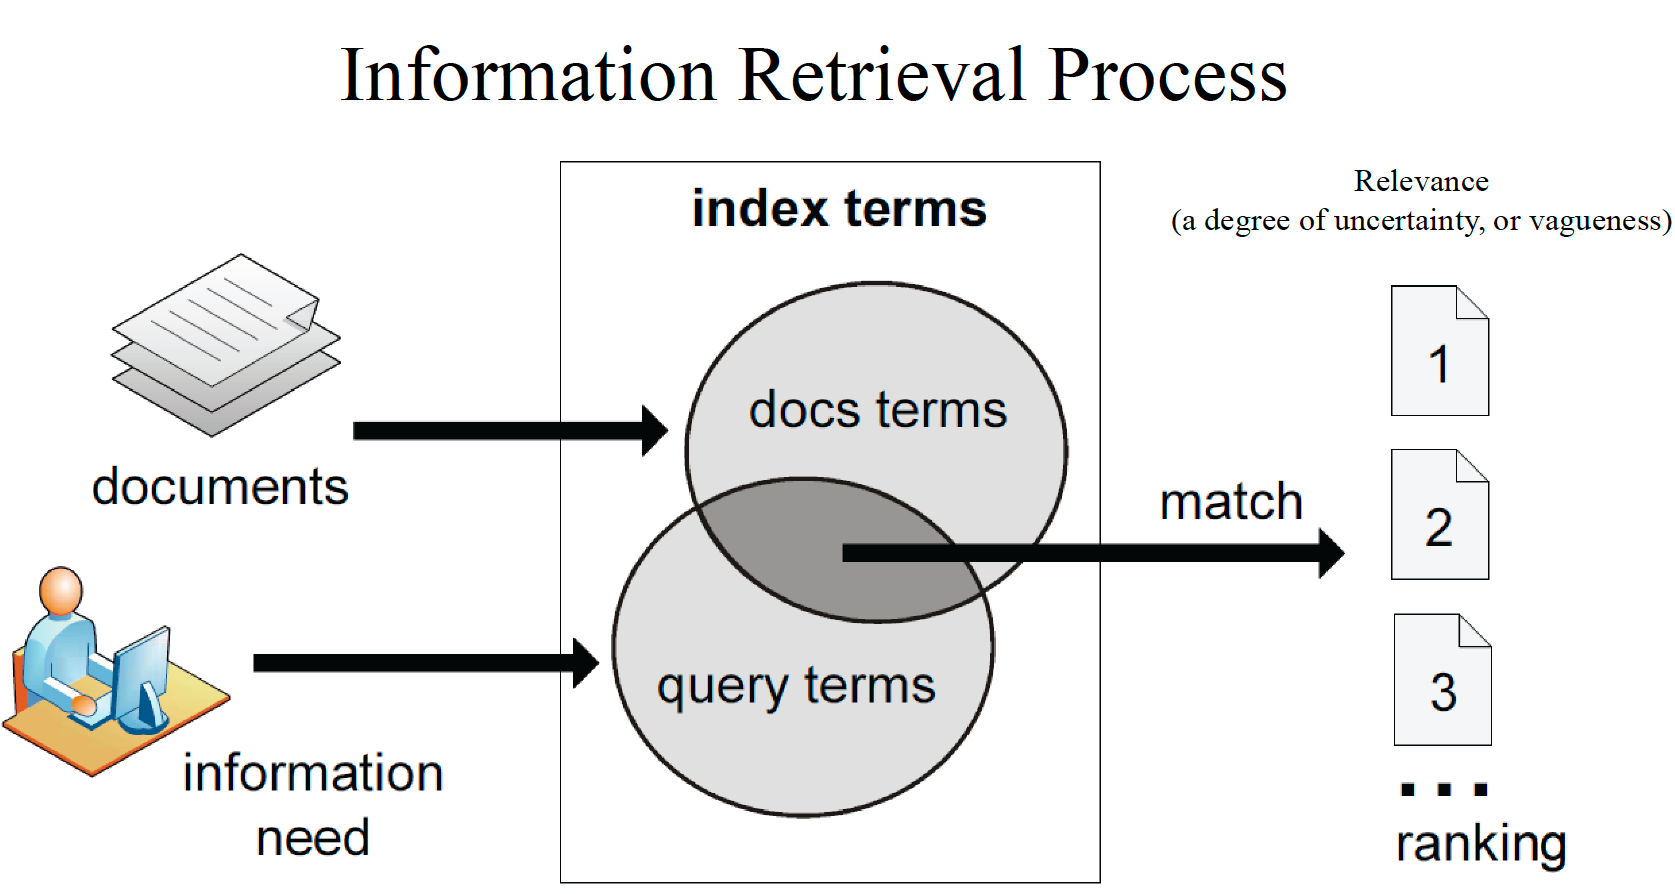 Information Retrieval Process
index terms
Relevance
(a degree of uncertainty, or vagueness)
docs terms
documents
match
query terms
information
need
1
2
3
...
ranking